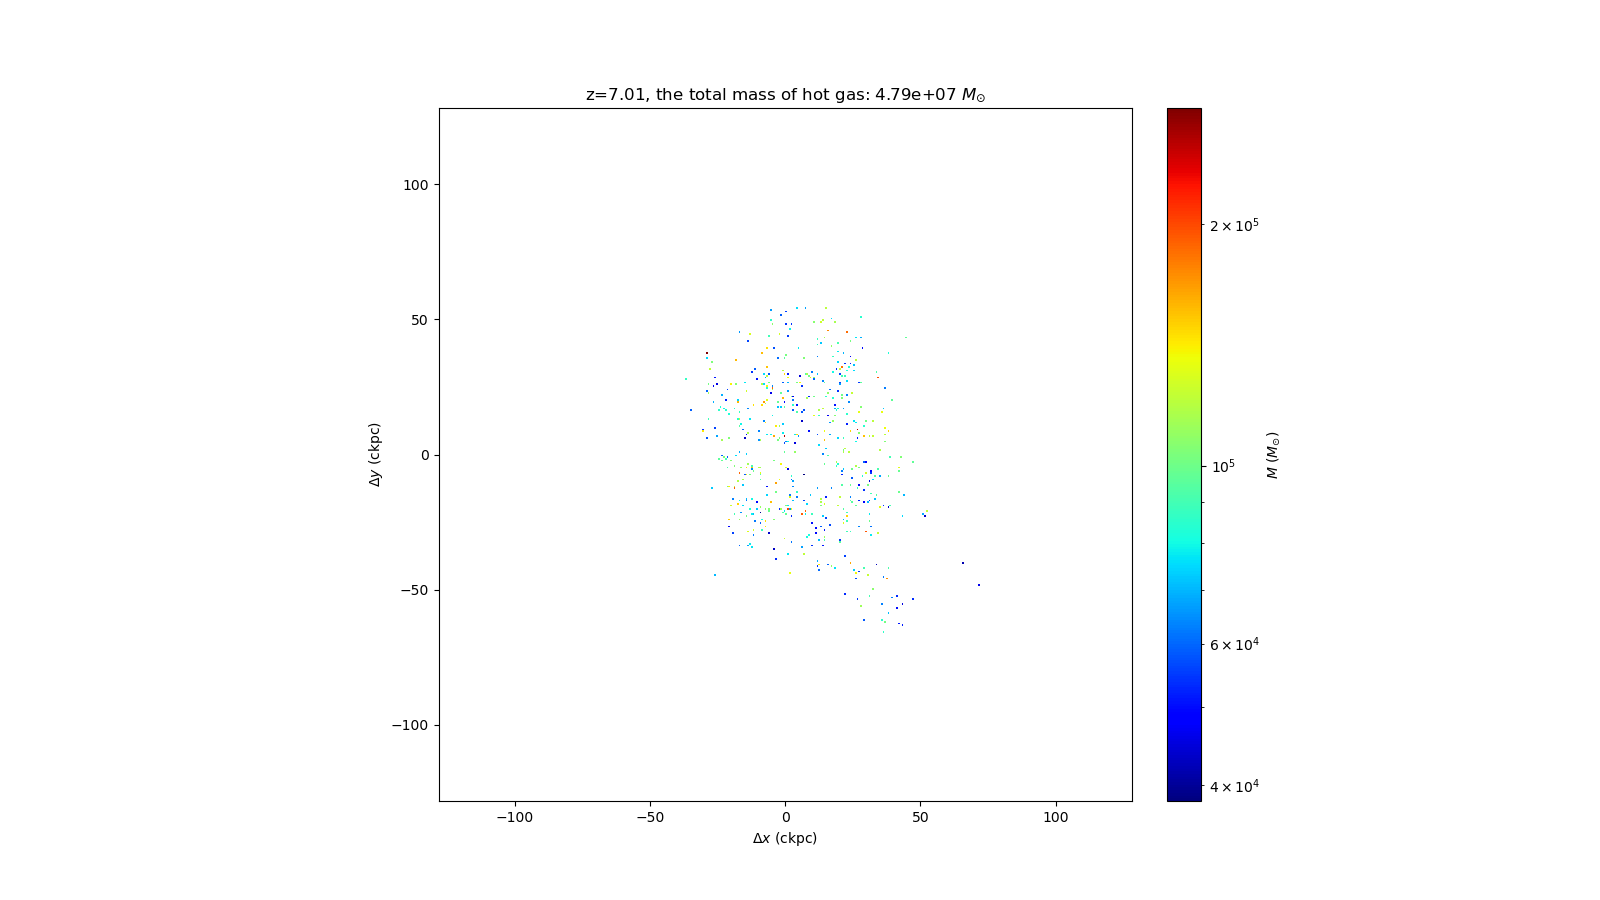 z=7.01, the total mass of hot gas: 4.79e+07 M⊙
100
50
0
−50
−100
Δy (ckpc)
−100
−50
0
50
100
Δx (ckpc)
2 × 10⁵
10⁵
6 × 10⁴
4 × 10⁴
M (M⊙)